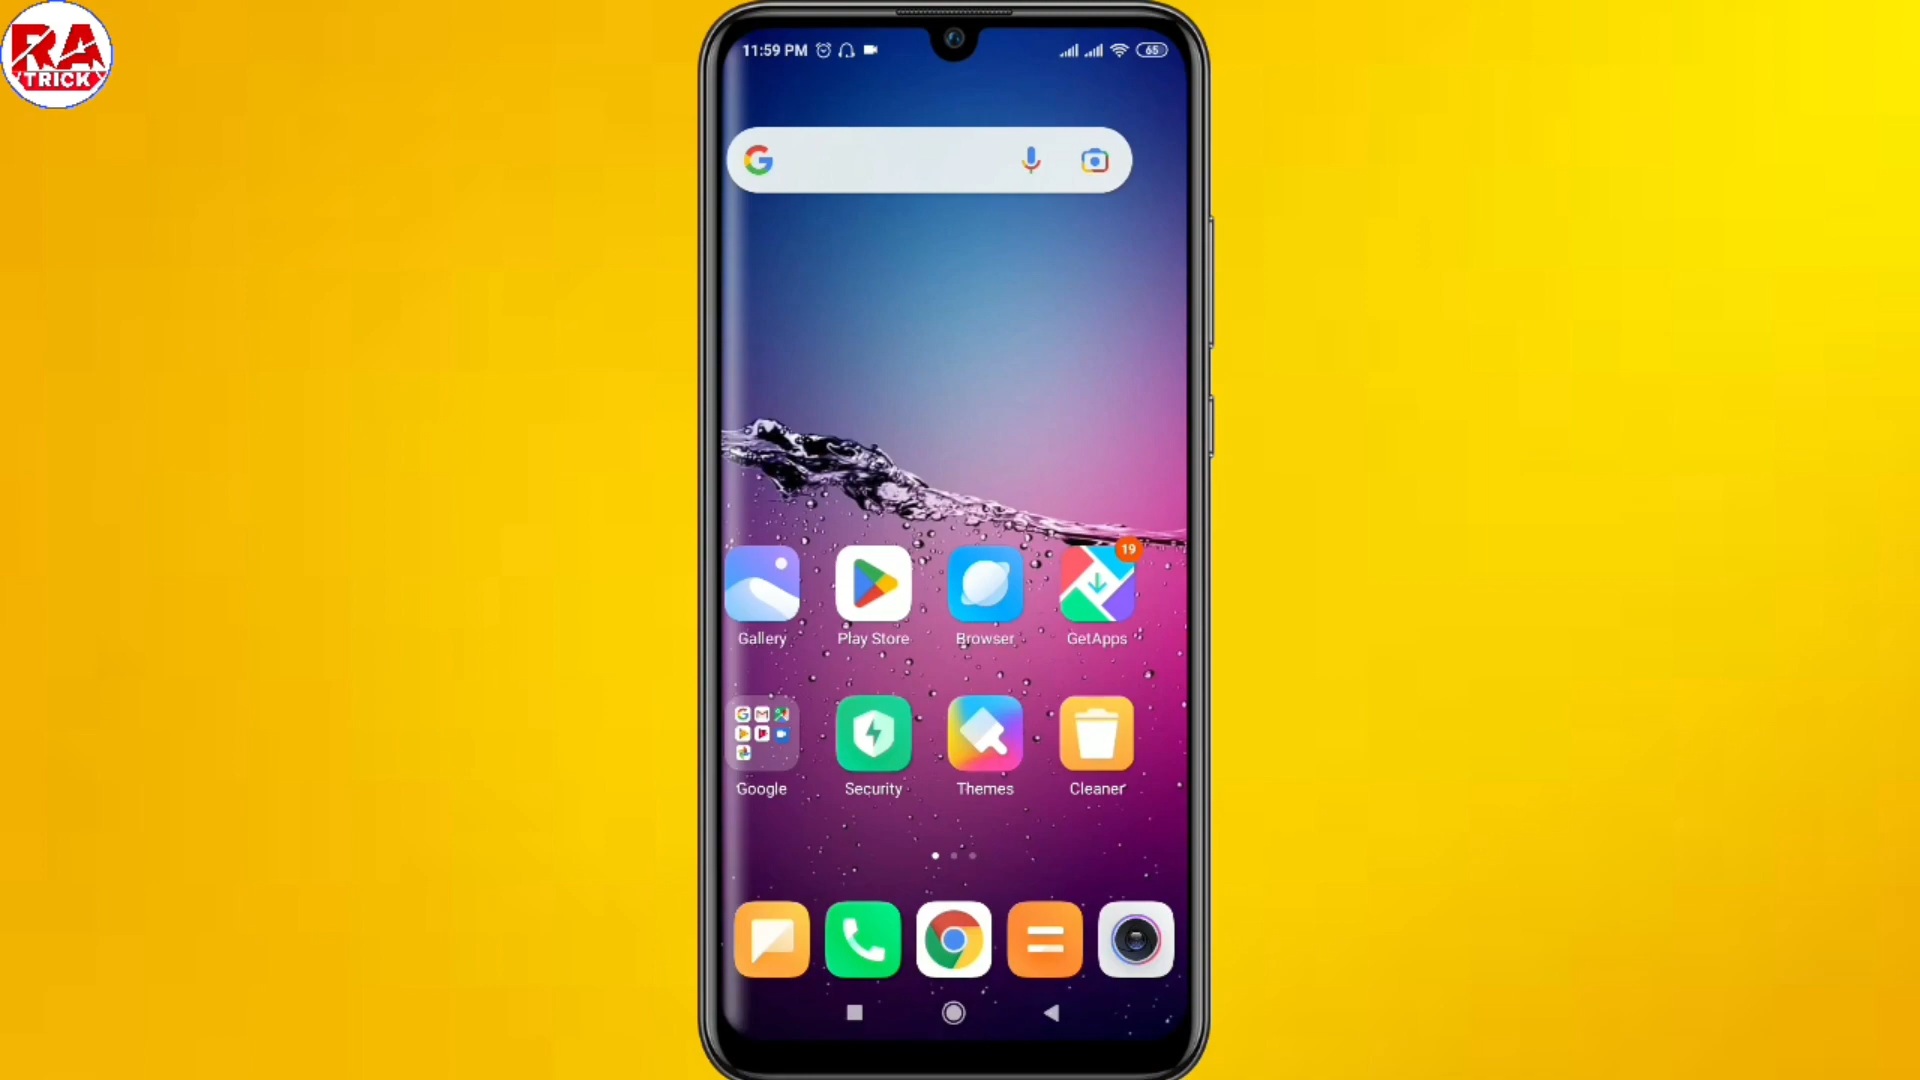 RA
TRICK
11:59 PM
65
19
Gallery
Play Store
Browser
GetApps
Google
Security
Themes
Cleaner